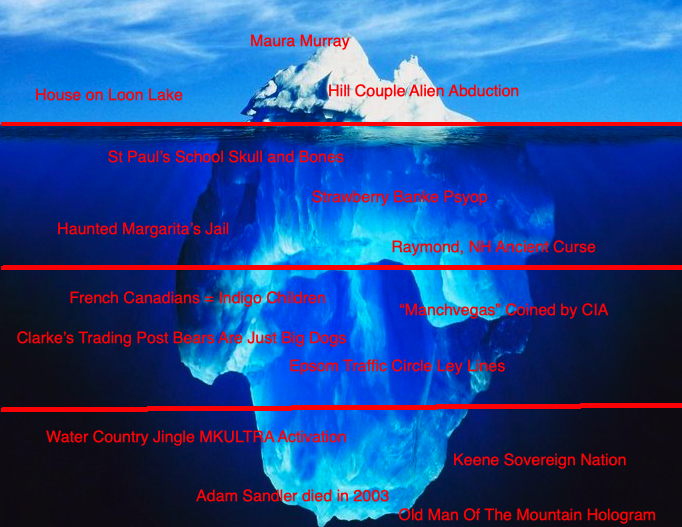 Maura Murray
Hill Couple Alien Abduction
House on Loon Lake
St Paul's School Skull and Bones
Strawberry Banke Psyop
Haunted Margarita's Jail
Raymond, NH Ancient Curse
French Canadians = Indigo Children
“Manchvegas” Coined by CIA
Clarke's Trading Post Bears Are Just Big Dogs
Epsom Traffic Circle Ley Lines
Water Country Jingle MKULTRA Activation
Keene Sovereign Nation
Adam Sandler died in 2003
Old Man Of The Mountain Hologram